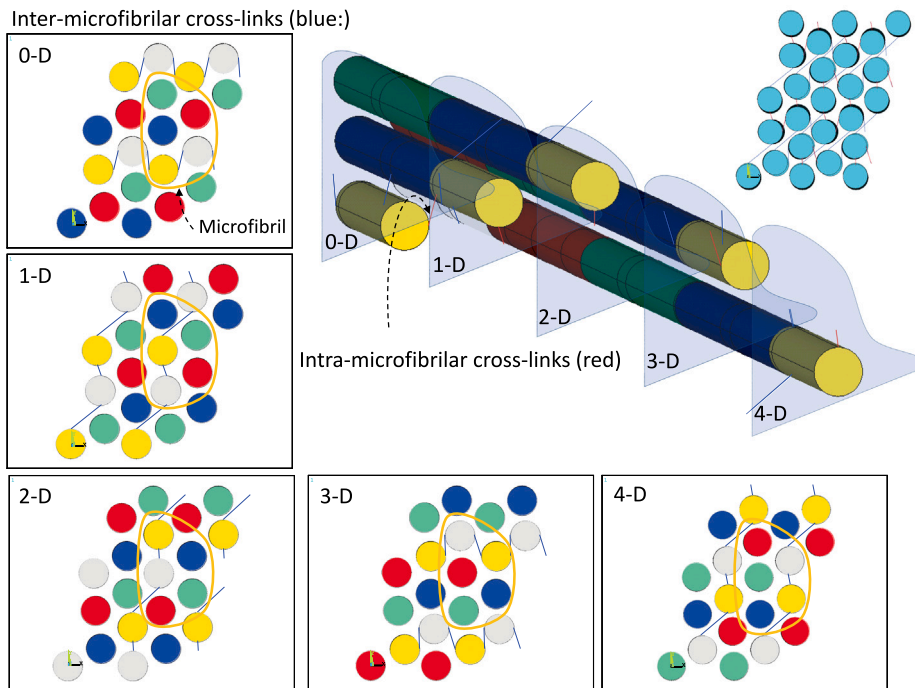 Inter-microfibrilar cross-links (blue:)
0-D
Microfibril
1-D
0-D
1-D
2-D
3-D
4-D
Intra-microfibrilar cross-links (red)
2-D
3-D
4-D